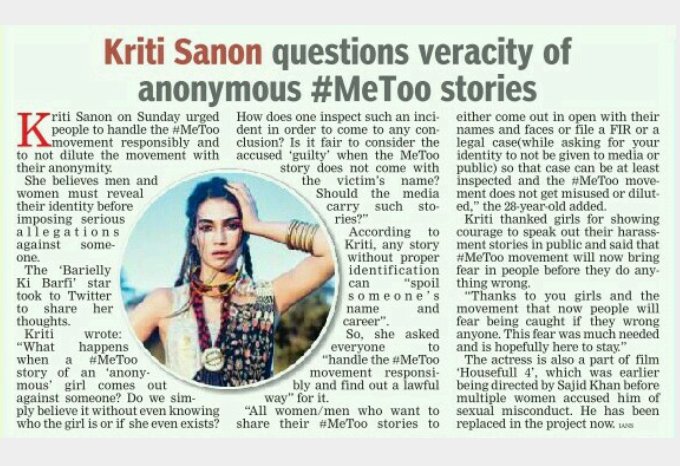 Kriti Sanon questions veracity of
anonymous #MeToo stories
Kriti Sanon on Sunday urged
people to handle the #MeToo
movement responsibly and
to not dilute the movement with
their anonymity.
She believes men and
women must reveal
their identity before
imposing serious
allegations
against some-
one.
The ‘Barielly
Ki Barfi’ star
took to Twitter
to share her
thoughts.
Kriti wrote:
“What happens
when a #MeToo
story of an ‘anony-
mous’ girl comes out
against someone? Do we sim-
ply believe it without even knowing
who the girl is or if she even exists?
How does one inspect such an inci-
dent in order to come to any con-
clusion? Is it fair to consider the
accused ‘guilty’ when the MeToo
story does not come with
the victim’s name?
Should the media
carry such sto-
ries?”
According to
Kriti, any story
without proper
identification
can “spoil
someone’s
name and
career”.
So, she asked
everyone to
“handle the #MeToo
movement responsi-
bly and find out a lawful
way” for it.
“All women/men who want to
share their #MeToo stories to
either come out in open with their
names and faces or file a FIR or a
legal case(while asking for your
identity to not be given to media or
public) so that case can be at least
inspected and the #MeToo move-
ment does not get misused or dilut-
ed,” the 28-year-old added.
Kriti thanked girls for showing
courage to speak out their harass-
ment stories in public and said that
#MeToo movement will now bring
fear in people before they do any-
thing wrong.
“Thanks to you girls and the
movement that now people will
fear being caught if they wrong
anyone. This fear was much needed
and is hopefully here to stay.”
The actress is also a part of film
‘Housefull 4’, which was earlier
being directed by Sajid Khan before
multiple women accused him of
sexual misconduct. He has been
replaced in the project now. IANS